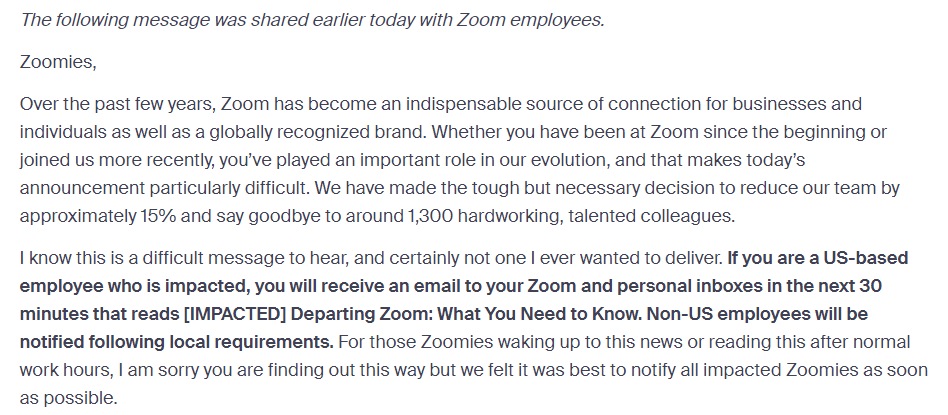 The following message was shared earlier today with Zoom employees.
Zoomies,
Over the past few years, Zoom has become an indispensable source of connection for businesses and
individuals as well as a globally recognized brand. Whether you have been at Zoom since the beginning or
joined us more recently, you’ve played an important role in our evolution, and that makes today’s
announcement particularly difficult. We have made the tough but necessary decision to reduce our team by
approximately 15% and say goodbye to around 1,300 hardworking, talented colleagues.
I know this is a difficult message to hear, and certainly not one I ever wanted to deliver. If you are a US-based
employee who is impacted, you will receive an email to your Zoom and personal inboxes in the next 30
minutes that reads [IMPACTED] Departing Zoom: What You Need to Know. Non-US employees will be
notified following local requirements. For those Zoomies waking up to this news or reading this after normal
work hours, I am sorry you are finding out this way but we felt it was best to notify all impacted Zoomies as soon
as possible.